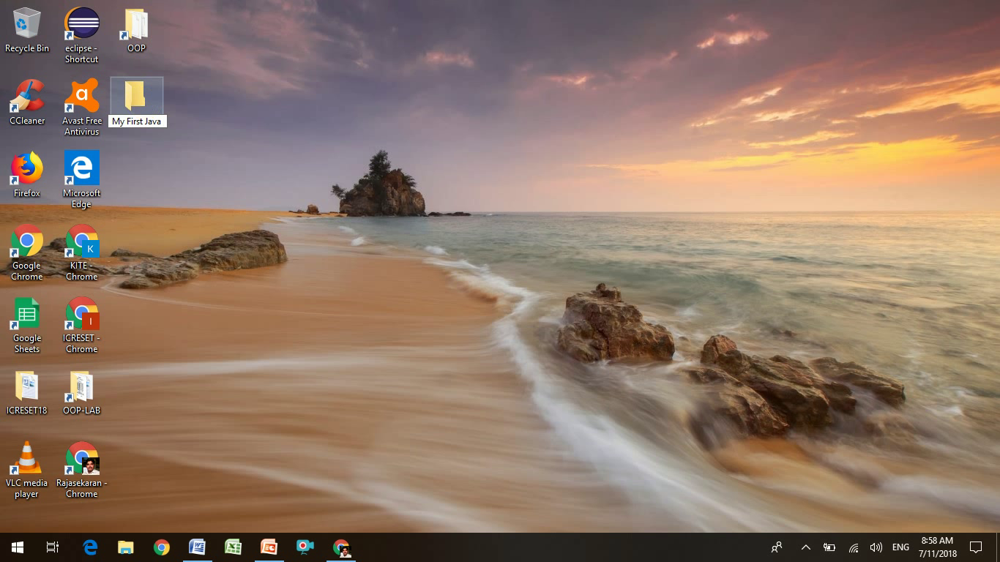 Recycle Bin
eclipse -
Shortcut
OOP
CCleaner
Avast Free
Antivirus
My First Java
Firefox
Microsoft
Edge
Google
Chrome
K
KITE -
Chrome
Google
Sheets
I
ICRESET -
Chrome
ICRESET18
OOP-LAB
VLC media
player
Rajasekaran -
Chrome
ENG
8:58 AM
7/11/2018